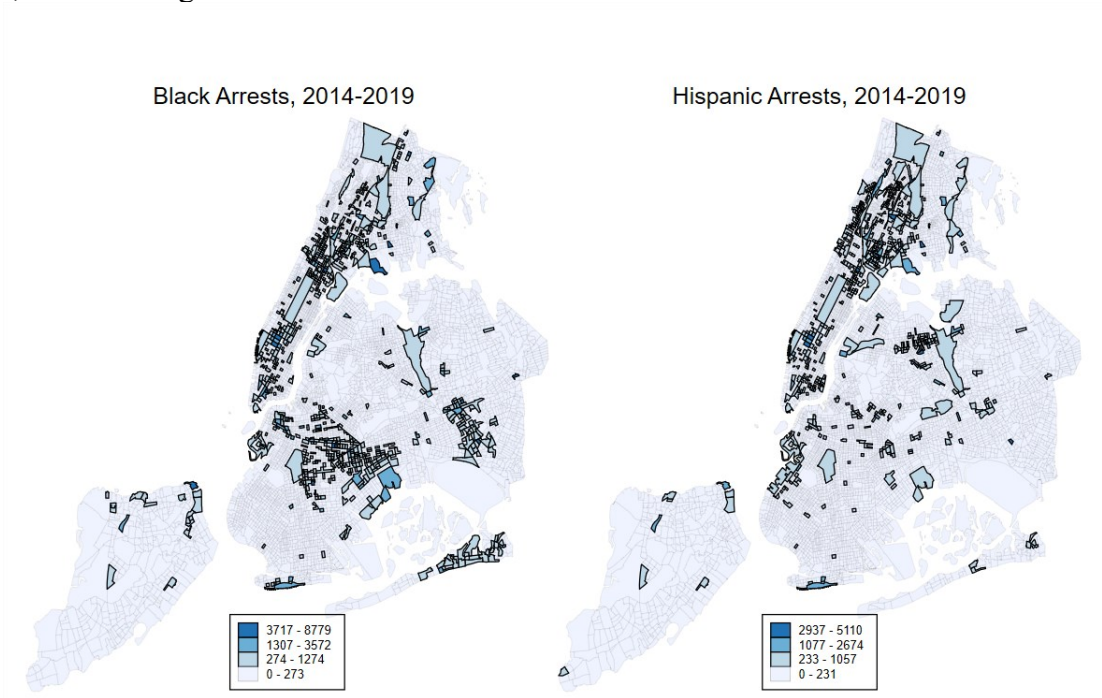 Black Arrests, 2014-2019
Hispanic Arrests, 2014-2019
3717 - 8779
1307 - 3572
274 - 1274
0 - 273
2937 - 5110
1077 - 2674
233 - 1057
0 - 231